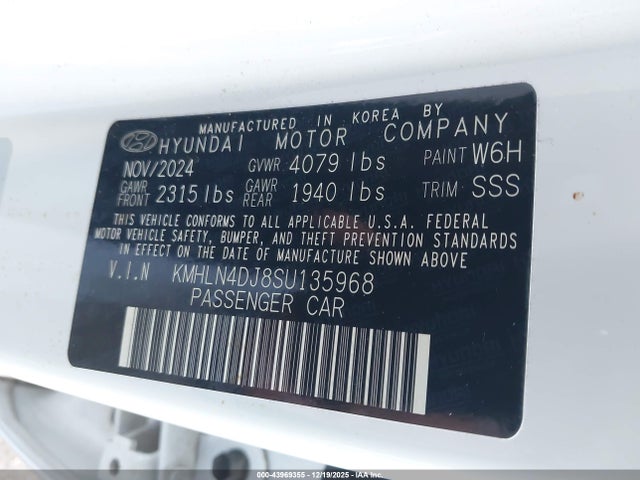 MANUFACTURED IN KOREA BY
HYUNDAI MOTOR COMPANY
NOV/2024 GVWR 4079 lbs PAINT W6H
GAWR FRONT 2315 lbs GAWR REAR 1940 lbs TRIM SSS
THIS VEHICLE CONFORMS TO ALL APPLICABLE U.S.A. FEDERAL
MOTOR VEHICLE SAFETY, BUMPER, AND THEFT PREVENTION STANDARDS
IN EFFECT ON THE DATE OF MANUFACTURE SHOWN ABOVE
V.I.N KMHLN4DJ8SU135968
PASSENGER CAR
000-43969355 | 12/19/2025 | IAA, Inc.